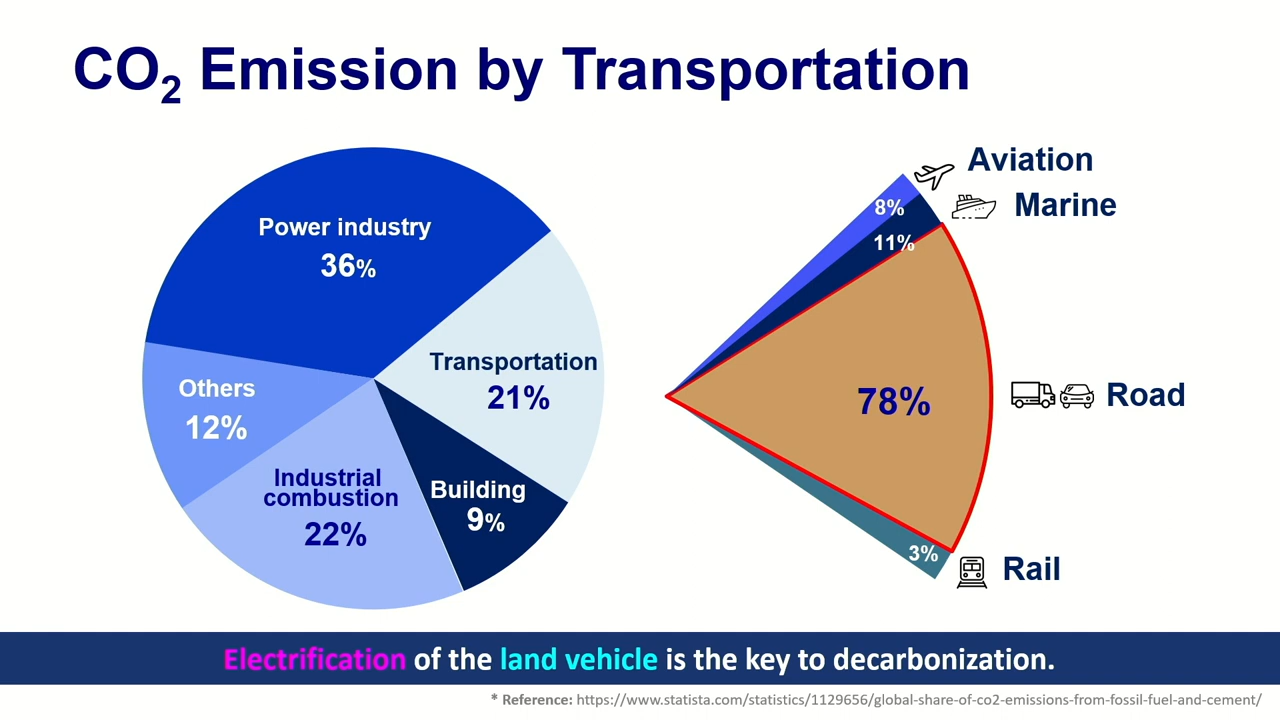 CO₂ Emission by Transportation
Power industry
36%
Transportation
21%
Others
12%
Industrial
combustion
22%
Building
9%
Aviation
8%
Marine
11%
78%
Road
3%
Rail
Electrification of the land vehicle is the key to decarbonization.
* Reference: https://www.statista.com/statistics/1129656/global-share-of-co2-emissions-from-fossil-fuel-and-cement/